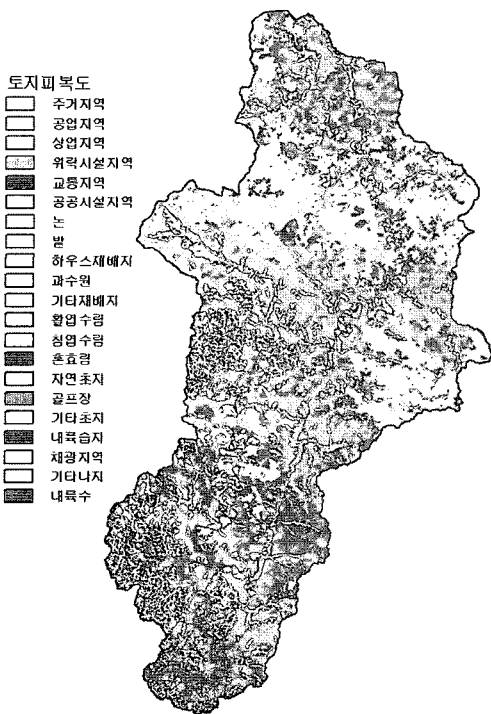 토지피복도
주거지역
공업지역
상업지역
위락시설지역
교통지역
공공시설지역
논
밭
하우스재배지
과수원
기타재배지
활엽수림
침엽수림
혼효림
자연초지
골프장
기타초지
내륙습지
채광지역
기타나지
내륙수